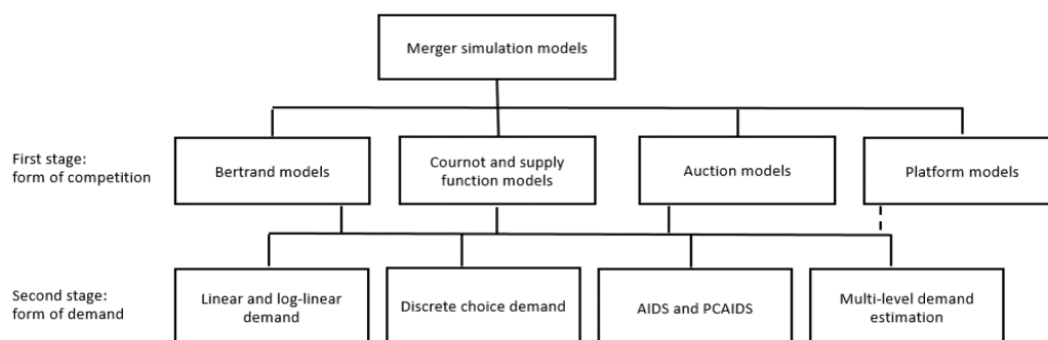 Merger simulation models
First stage:
form of competition
Bertrand models
Cournot and supply
function models
Auction models
Platform models
Second stage:
form of demand
Linear and log-linear
demand
Discrete choice demand
AIDS and PCAIDS
Multi-level demand
estimation